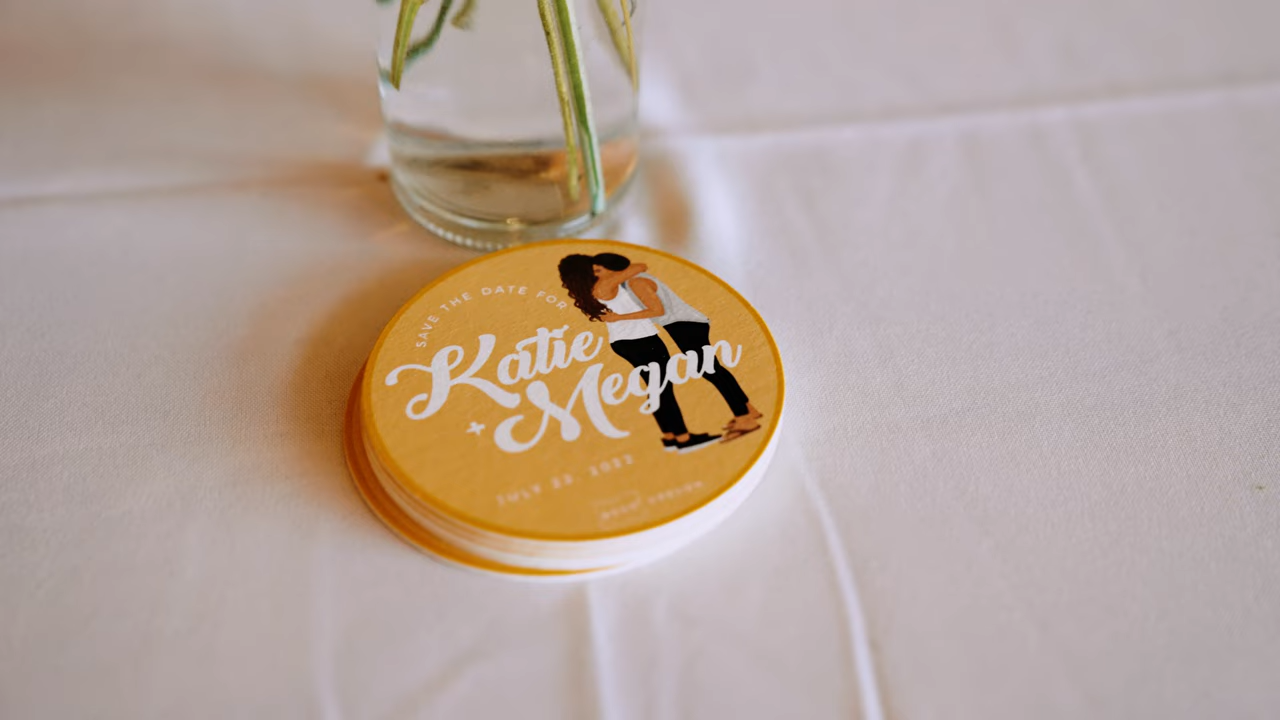 SAVE THE DATE FOR
Katie
+ Megan
JULY 22, 2022